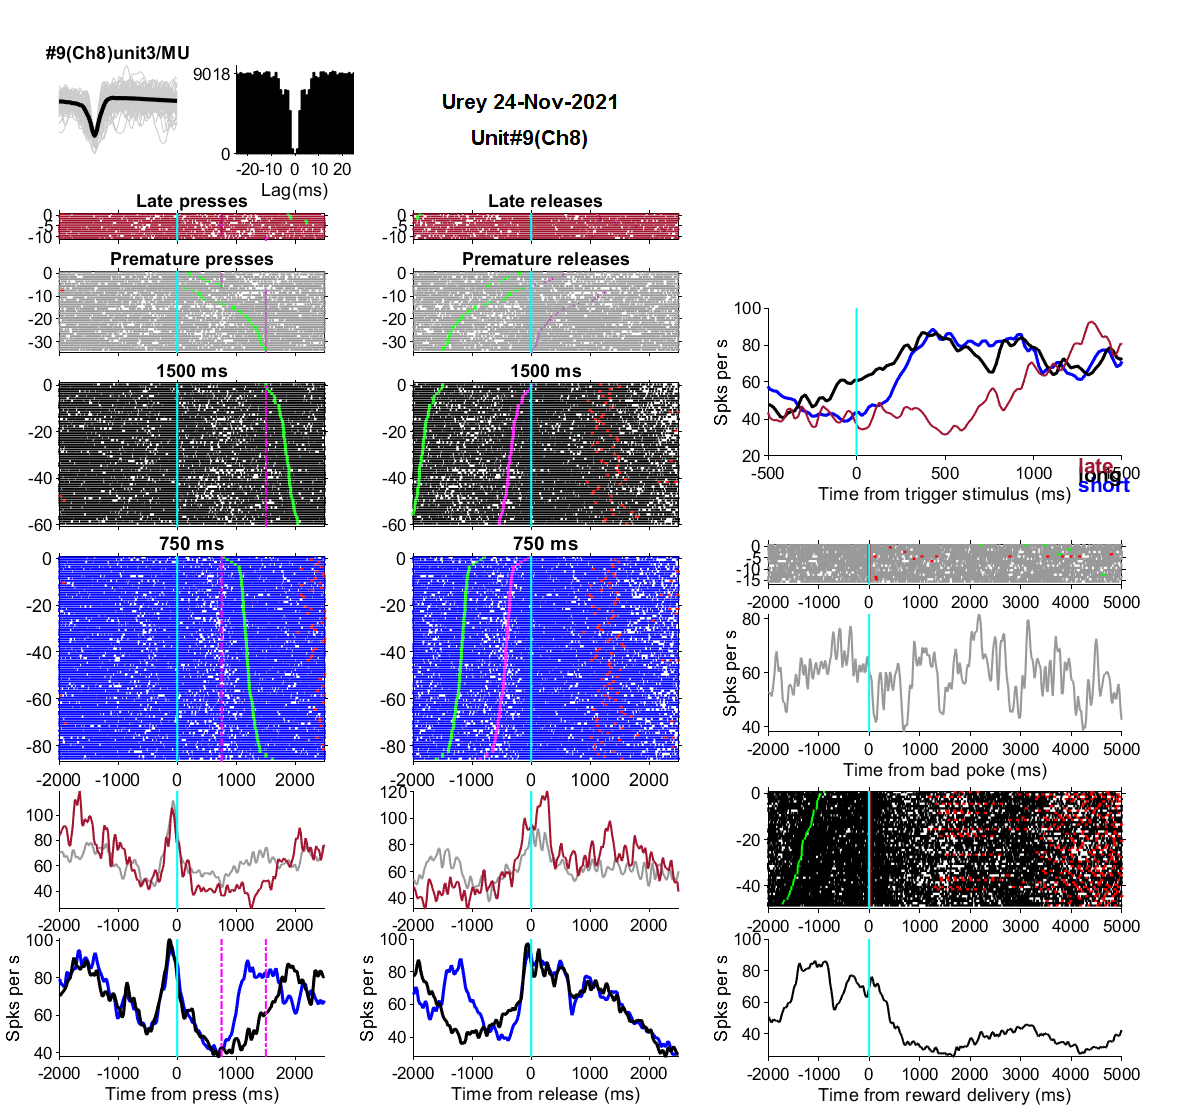 #9(Ch8)unit3/MU
9018
0
-20 -10 0 10 20
Lag(ms)
Urey 24-Nov-2021
Unit#9(Ch8)
Late presses
0
-5
-10
Late releases
0
-5
-10
Premature presses
0
-10
-20
-30
Premature releases
0
-10
-20
-30
1500 ms
0
-20
-40
-60
1500 ms
0
-20
-40
-60
750 ms
0
-20
-40
-60
-80
-2000 -1000 0 1000 2000
750 ms
0
-20
-40
-60
-80
-2000 -1000 0 1000 2000
100
80
60
40
-2000 -1000 0 1000 2000
120
100
80
60
40
-2000 -1000 0 1000 2000
Spks per s
100
80
60
40
-2000 -1000 0 1000 2000
Time from press (ms)
Spks per s
100
80
60
40
-2000 -1000 0 1000 2000
Time from release (ms)
Spks per s
100
80
60
40
20
-500 0 500 1000 1500
late
long
short
Time from trigger stimulus (ms)
0
-5
-10
-15
-2000 -1000 0 1000 2000 3000 4000 5000
Spks per s
80
60
40
-2000 -1000 0 1000 2000 3000 4000 5000
Time from bad poke (ms)
0
-20
-40
-2000 -1000 0 1000 2000 3000 4000 5000
Spks per s
100
80
60
40
-2000 -1000 0 1000 2000 3000 4000 5000
Time from reward delivery (ms)